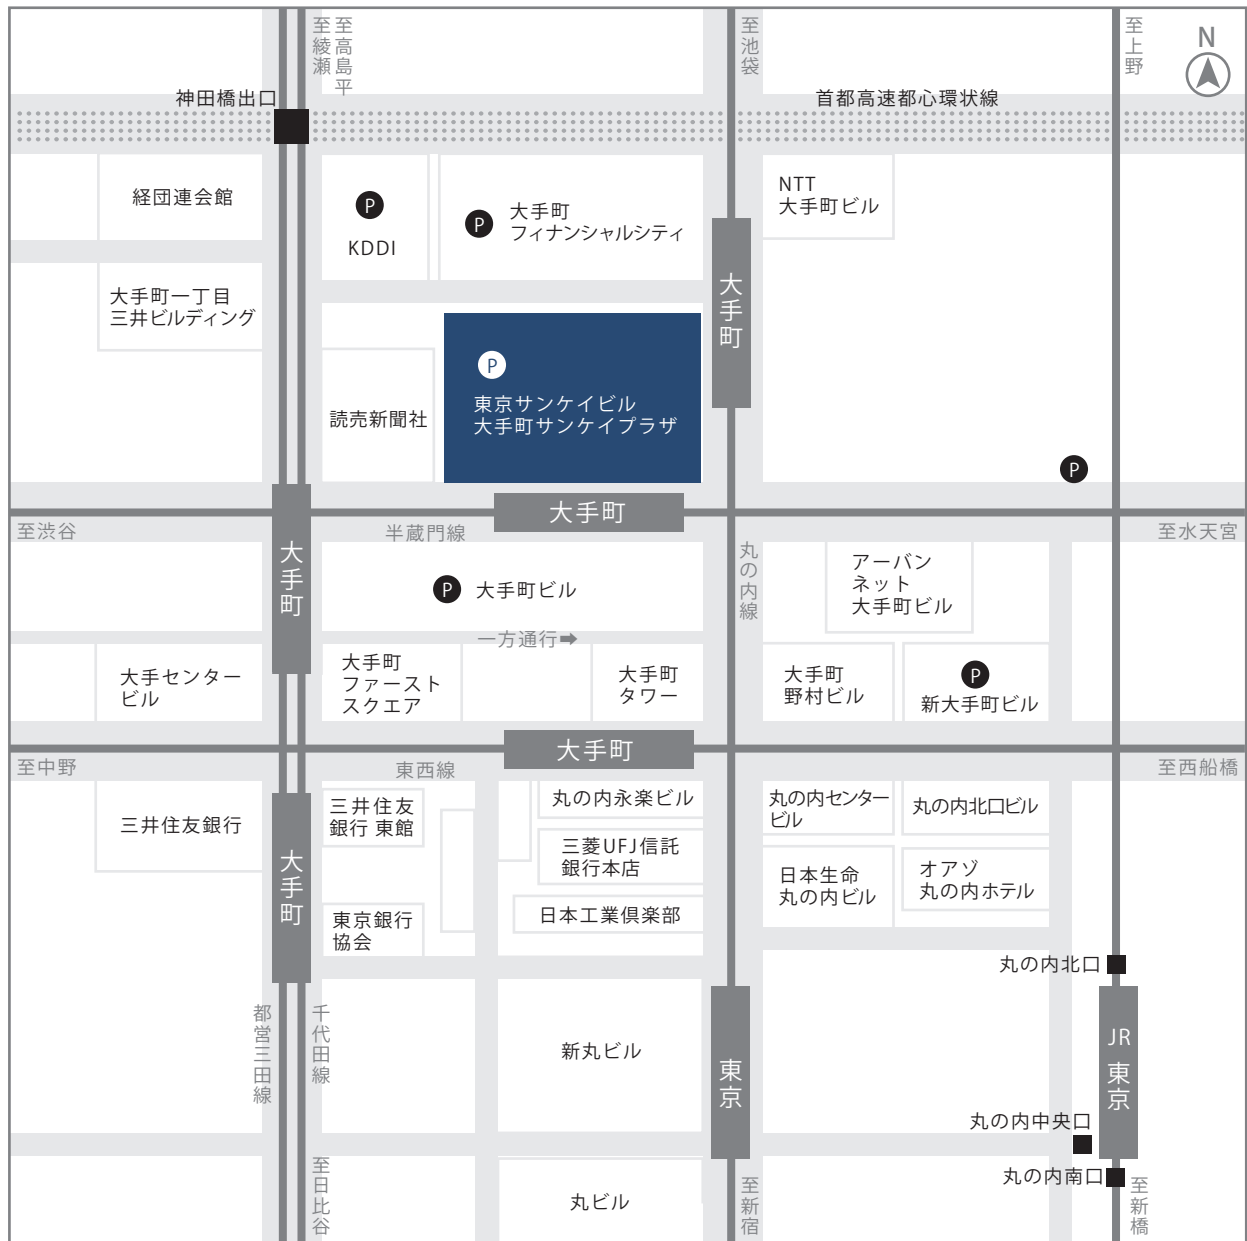 至綾瀬
至高島平
至池袋
至上野
N
神田橋出口
首都高速都心環状線
経団連会館
P
KDDI
P
大手町
フィナンシャルシティ
NTT
大手町ビル
大手町一丁目
三井ビルディング
大手町
P
東京サンケイビル
大手町サンケイプラザ
読売新聞社
P
大手町
至渋谷
半蔵門線
至水天宮
大手町
丸の内線
P
大手町ビル
アーバン
ネット
大手町ビル
一方通行➡
大手センター
ビル
大手町
ファースト
スクエア
大手町
タワー
大手町
野村ビル
P
新大手町ビル
大手町
至中野
東西線
至西船橋
三井住友銀行
大手町
三井住友
銀行 東館
丸の内永楽ビル
三菱UFJ信託
銀行本店
丸の内センター
ビル
丸の内北口ビル
日本生命
丸の内ビル
オアゾ
丸の内ホテル
東京銀行
協会
日本工業倶楽部
丸の内北口
都営三田線
千代田線
新丸ビル
東京
JR
東京
丸の内中央口
丸の内南口
至日比谷
丸ビル
至新宿
至新橋